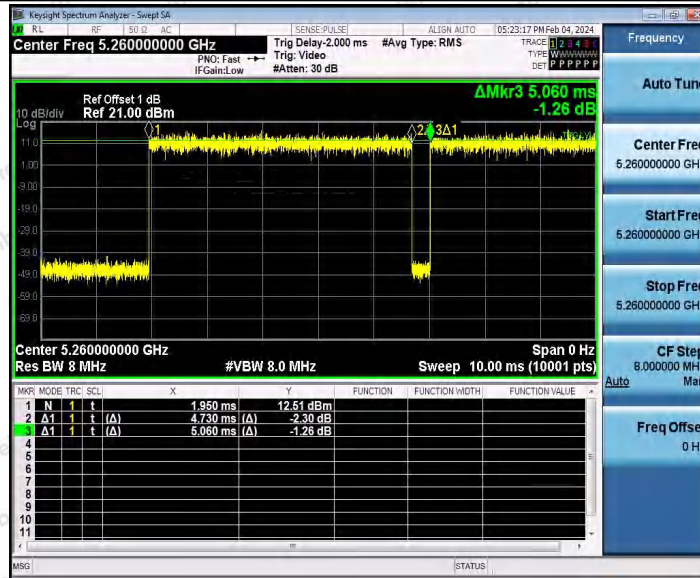 Keysight Spectrum Analyzer - Swept SA
RL RF 50 Ω AC SENSE:PULSE ALIGN AUTO 05:23:17 PM Feb 04, 2024
Center Freq 5.260000000 GHz
PNO: Fast
IFGain:Low
Trig Delay-2.000 ms
Trig: Video
#Atten: 30 dB
#Avg Type: RMS
TRACE 1 2 3 4 5 6
TYPE WWWWWW
DET P P P P P P
Ref Offset 1 dB
10 dB/div Ref 21.00 dBm
Log
ΔMkr3 5.060 ms
-1.26 dB
1
3Δ1
11.0
1.00
-9.00
-19.0
-29.0
-39.0
-49.0
-59.0
-69.0
Center 5.260000000 GHz Span 0 Hz
Res BW 8 MHz #VBW 8.0 MHz Sweep 10.00 ms (10001 pts)
MKR MODE TRC SCL X Y FUNCTION FUNCTION WIDTH FUNCTION VALUE
1 N 1 t 1.950 ms 12.51 dBm
2 Δ1 1 t (Δ) 4.730 ms (Δ) -2.30 dB
3 Δ1 1 t (Δ) 5.060 ms (Δ) -1.26 dB
4
5
6
7
8
9
10
11
MSG STATUS
Frequency
Auto Tune
Center Freq
5.260000000 GH
Start Freq
5.260000000 GH
Stop Freq
5.260000000 GH
CF Step
8.000000 MH
Auto Ma
Freq Offse
0 H